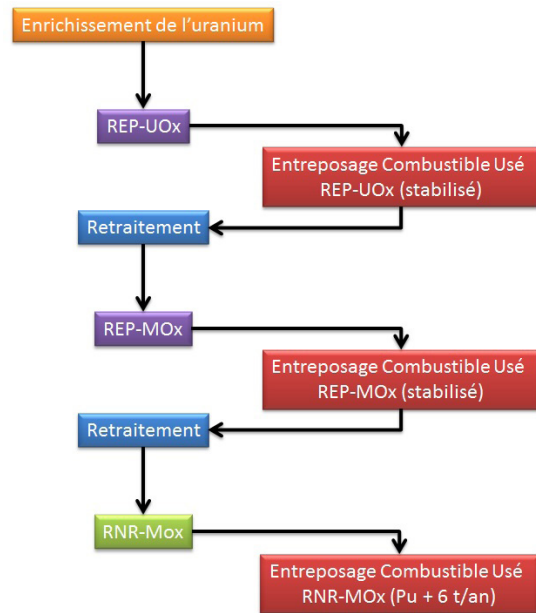 Enrichissement de l'uranium
REP-UOx
Entreposage Combustible Usé
REP-UOx (stabilisé)
Retraitement
REP-MOx
Entreposage Combustible Usé
REP-MOx (stabilisé)
Retraitement
RNR-Mox
Entreposage Combustible Usé
RNR-MOx (Pu + 6 t/an)